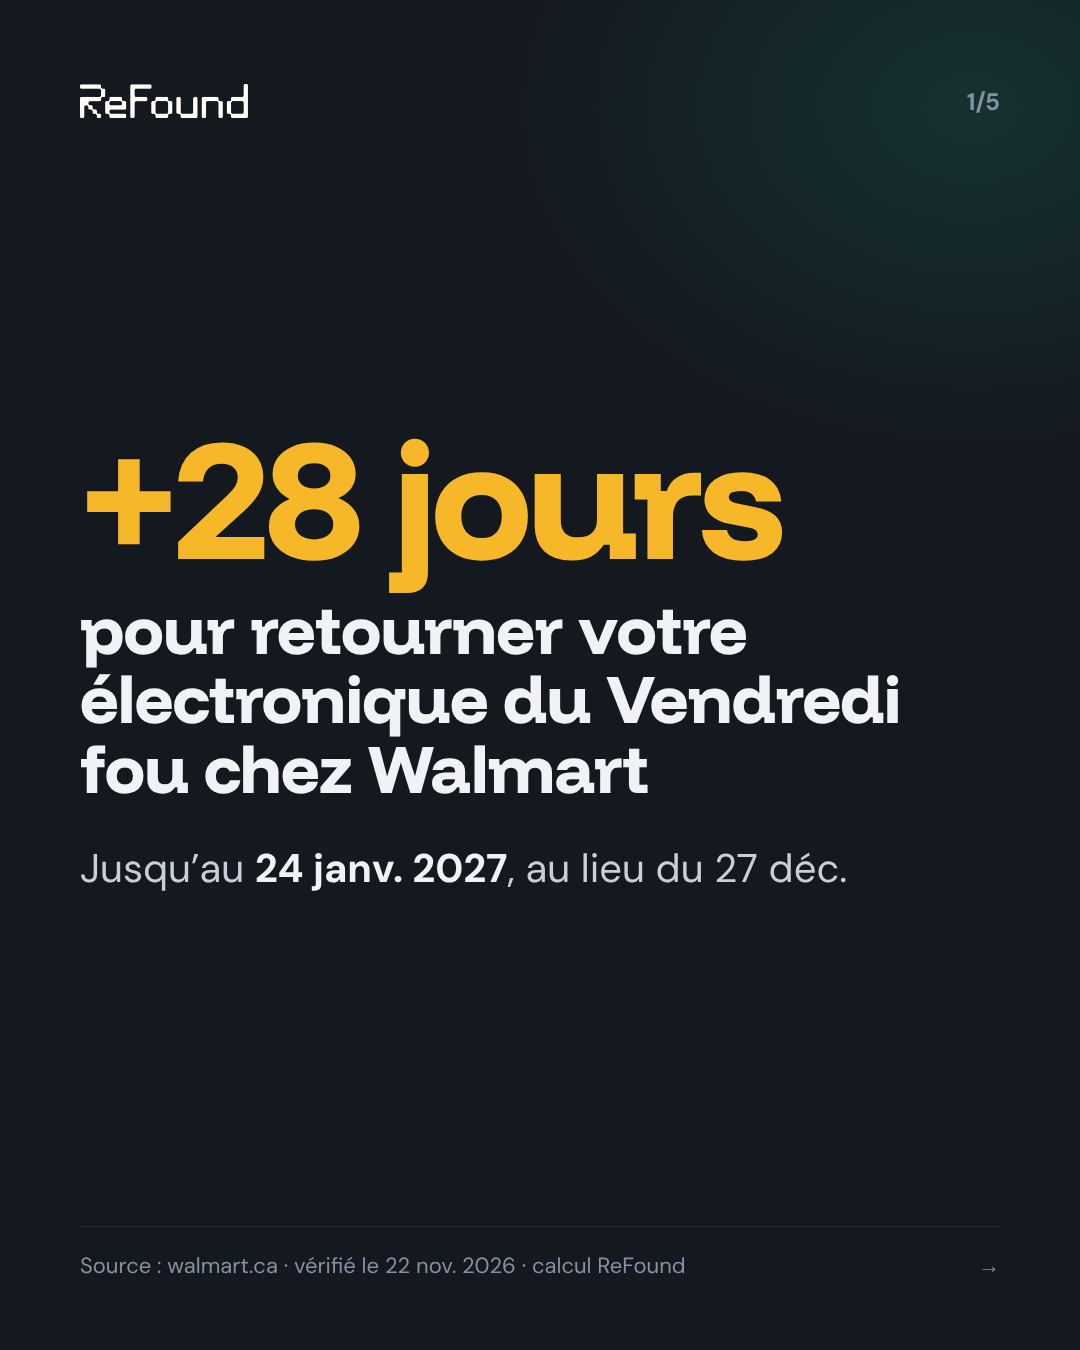 ReFound
1/5
+28 jours
pour retourner votre
électronique du Vendredi
fou chez Walmart
Jusqu’au 24 janv. 2027, au lieu du 27 déc.
Source : walmart.ca · vérifié le 22 nov. 2026 · calcul ReFound →